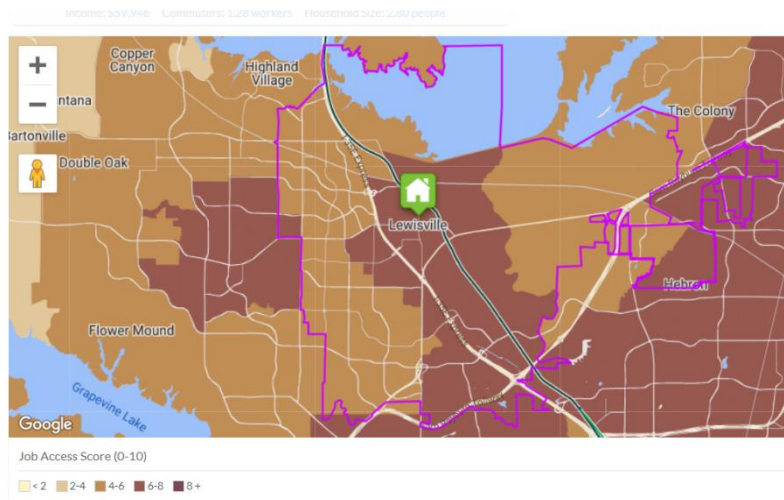 Income: $39,946 Commuters: 1.28 workers Household Size: 2.80 people
+
Copper
Canyon
Highland
Village
−
ntana
The Colony
Bartonville
Double Oak
Lewisville
Hebron
Flower Mound
Grapevine Lake
Google
Job Access Score (0-10)
< 2 2-4 4-6 6-8 8 +